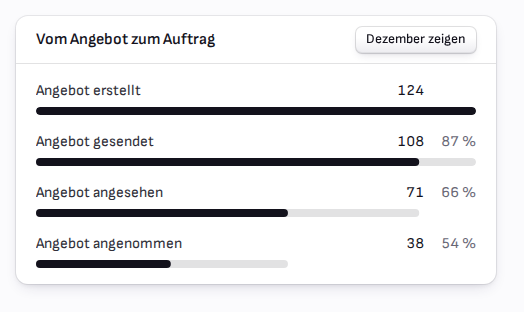 Vom Angebot zum Auftrag Dezember zeigen
Angebot erstellt 124
Angebot gesendet 108 87 %
Angebot angesehen 71 66 %
Angebot angenommen 38 54 %